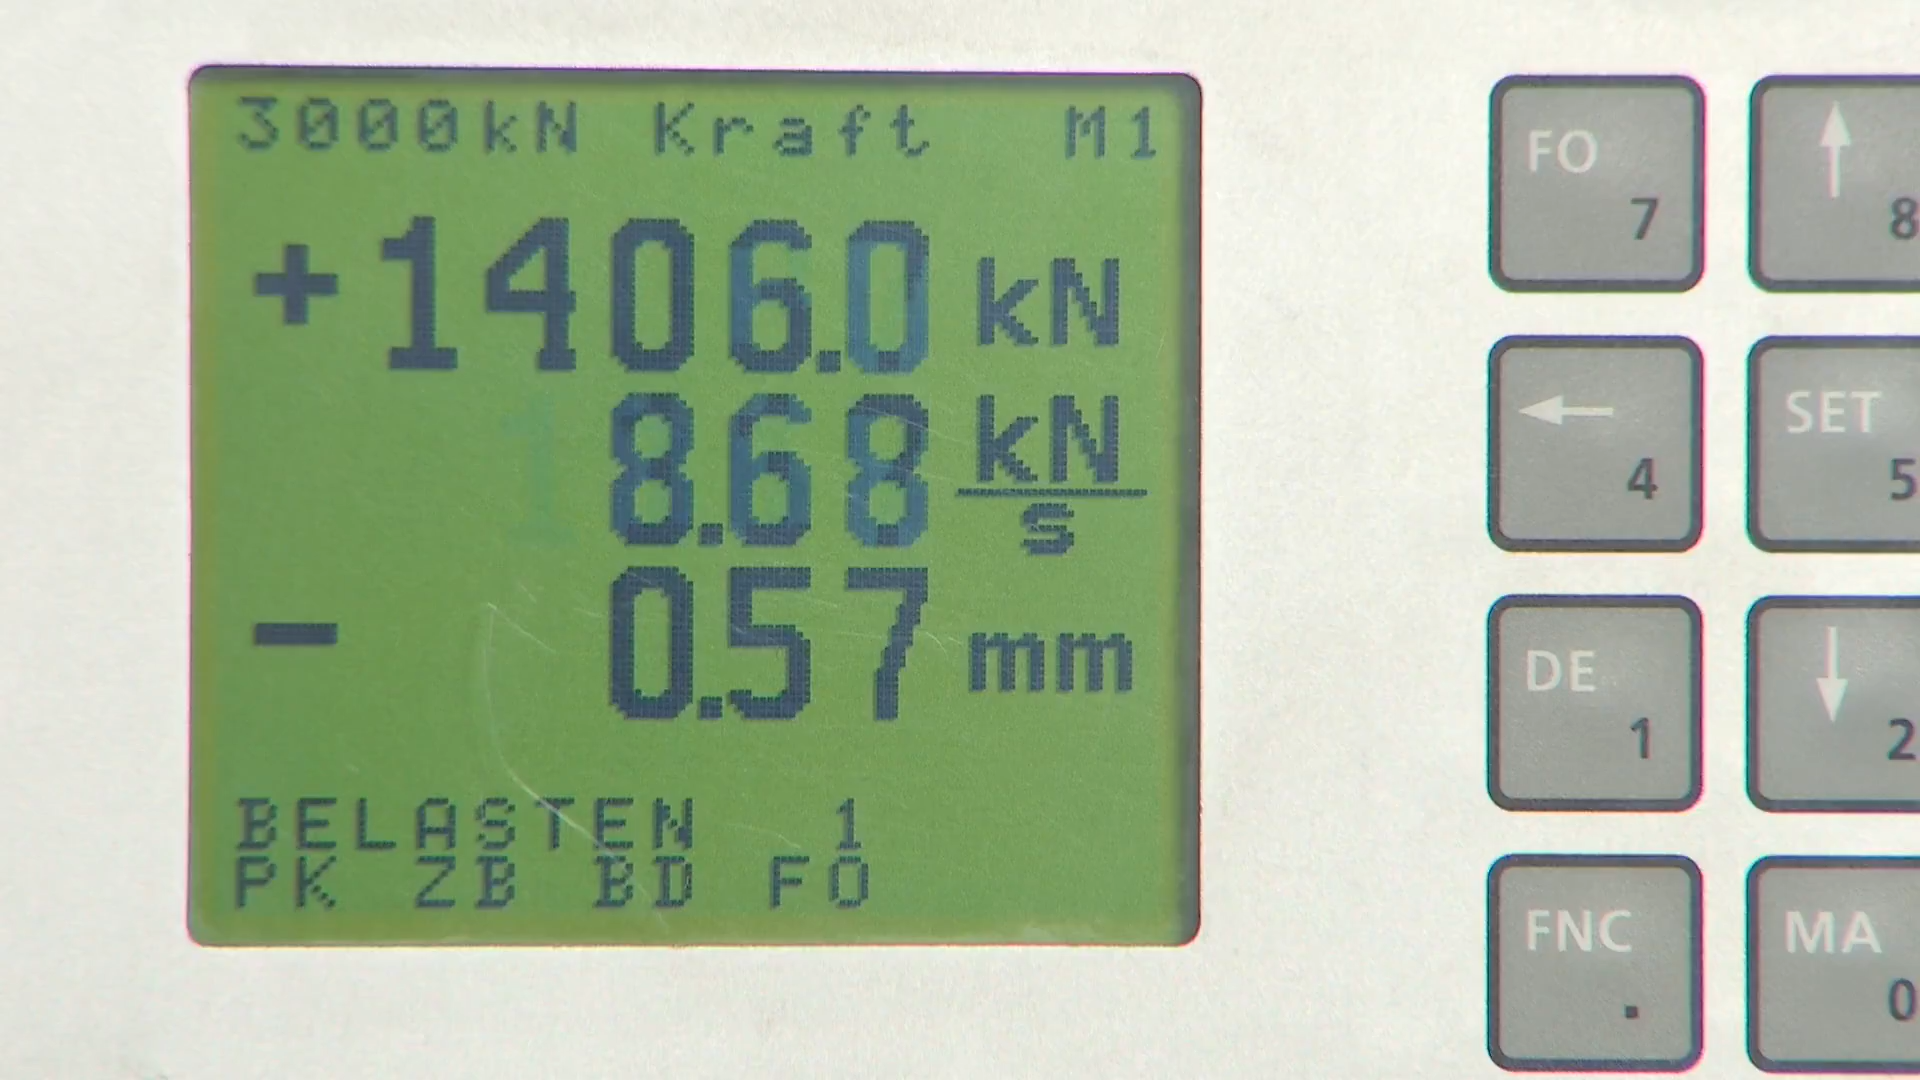 3000kN Kraft M1
+1406.0 kN
8.68 kN/s
- 0.57 mm
BELASTEN 1
PK ZB BD FO
FO 7
↑ 8
← 4
SET 5
DE 1
↓ 2
FNC .
MA 0